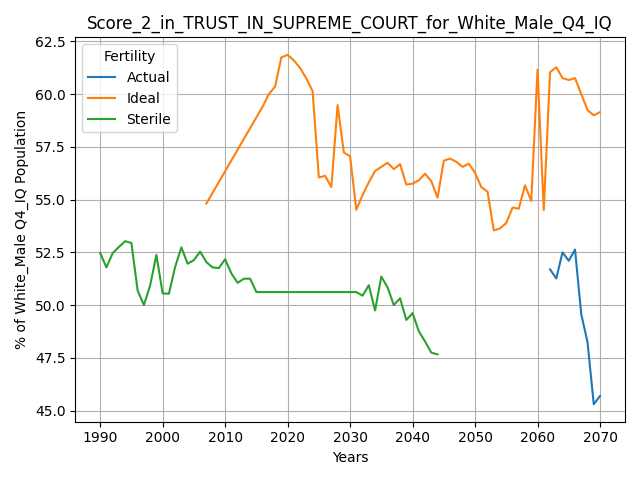 Score_2_in_TRUST_IN_SUPREME_COURT_for_White_Male_Q4_IQ
Fertility
Actual
Ideal
Sterile
% of White_Male Q4_IQ Population
62.5
60.0
57.5
55.0
52.5
50.0
47.5
45.0
1990 2000 2010 2020 2030 2040 2050 2060 2070
Years